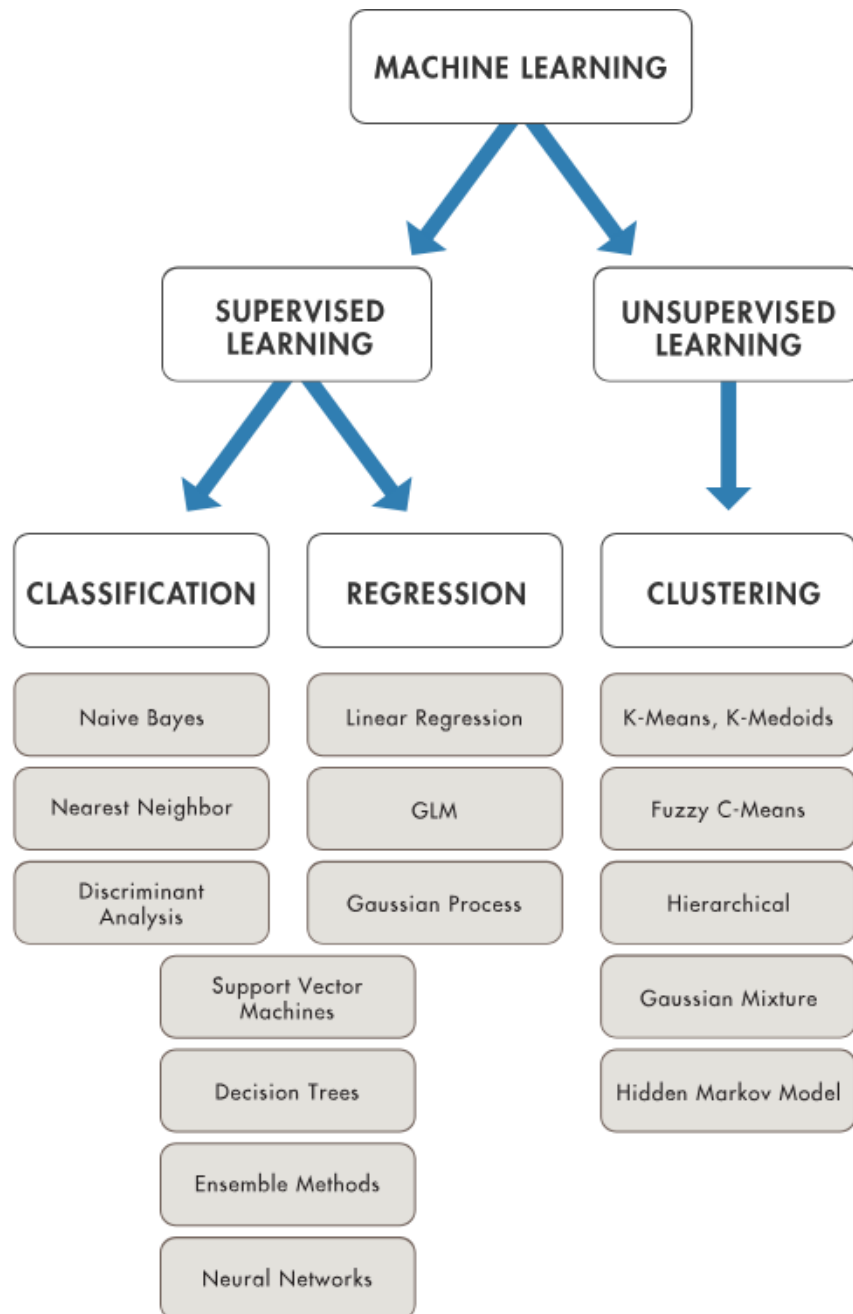 MACHINE LEARNING
SUPERVISED
LEARNING
UNSUPERVISED
LEARNING
CLASSIFICATION
REGRESSION
CLUSTERING
Naive Bayes
Linear Regression
K-Means, K-Medoids
Nearest Neighbor
GLM
Fuzzy C-Means
Discriminant
Analysis
Gaussian Process
Hierarchical
Support Vector
Machines
Gaussian Mixture
Decision Trees
Hidden Markov Model
Ensemble Methods
Neural Networks